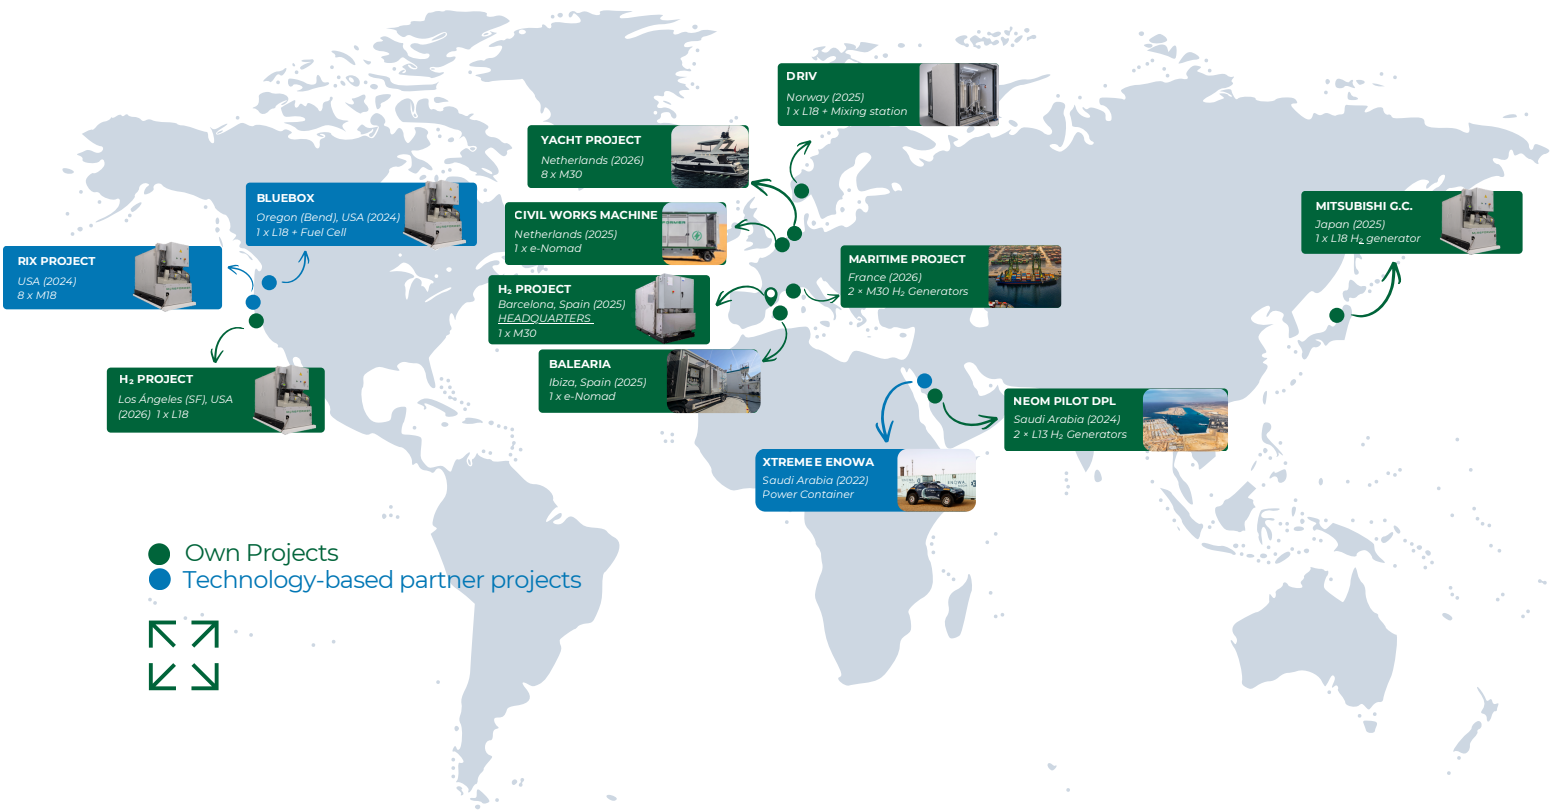 DRIV
Norway (2025)
1 x L18 + Mixing station
YACHT PROJECT
Netherlands (2026)
8 x M30
BLUEBOX
Oregon (Bend), USA (2024)
1 x L18 + Fuel Cell
CIVIL WORKS MACHINE
Netherlands (2025)
1 x e-Nomad
MITSUBISHI G.C.
Japan (2025)
1 x L18 H₂ generator
RIX PROJECT
USA (2024)
8 x M18
MARITIME PROJECT
France (2026)
2 × M30 H₂ Generators
H₂ PROJECT
Barcelona, Spain (2025)
HEADQUARTERS
1 x M30
BALEARIA
Ibiza, Spain (2025)
1 x e-Nomad
H₂ PROJECT
Los Ángeles (SF), USA
(2026) 1 x L18
NEOM PILOT DPL
Saudi Arabia (2024)
2 × L13 H₂ Generators
XTREME E ENOWA
Saudi Arabia (2022)
Power Container
ENOWA
Own Projects
Technology-based partner projects